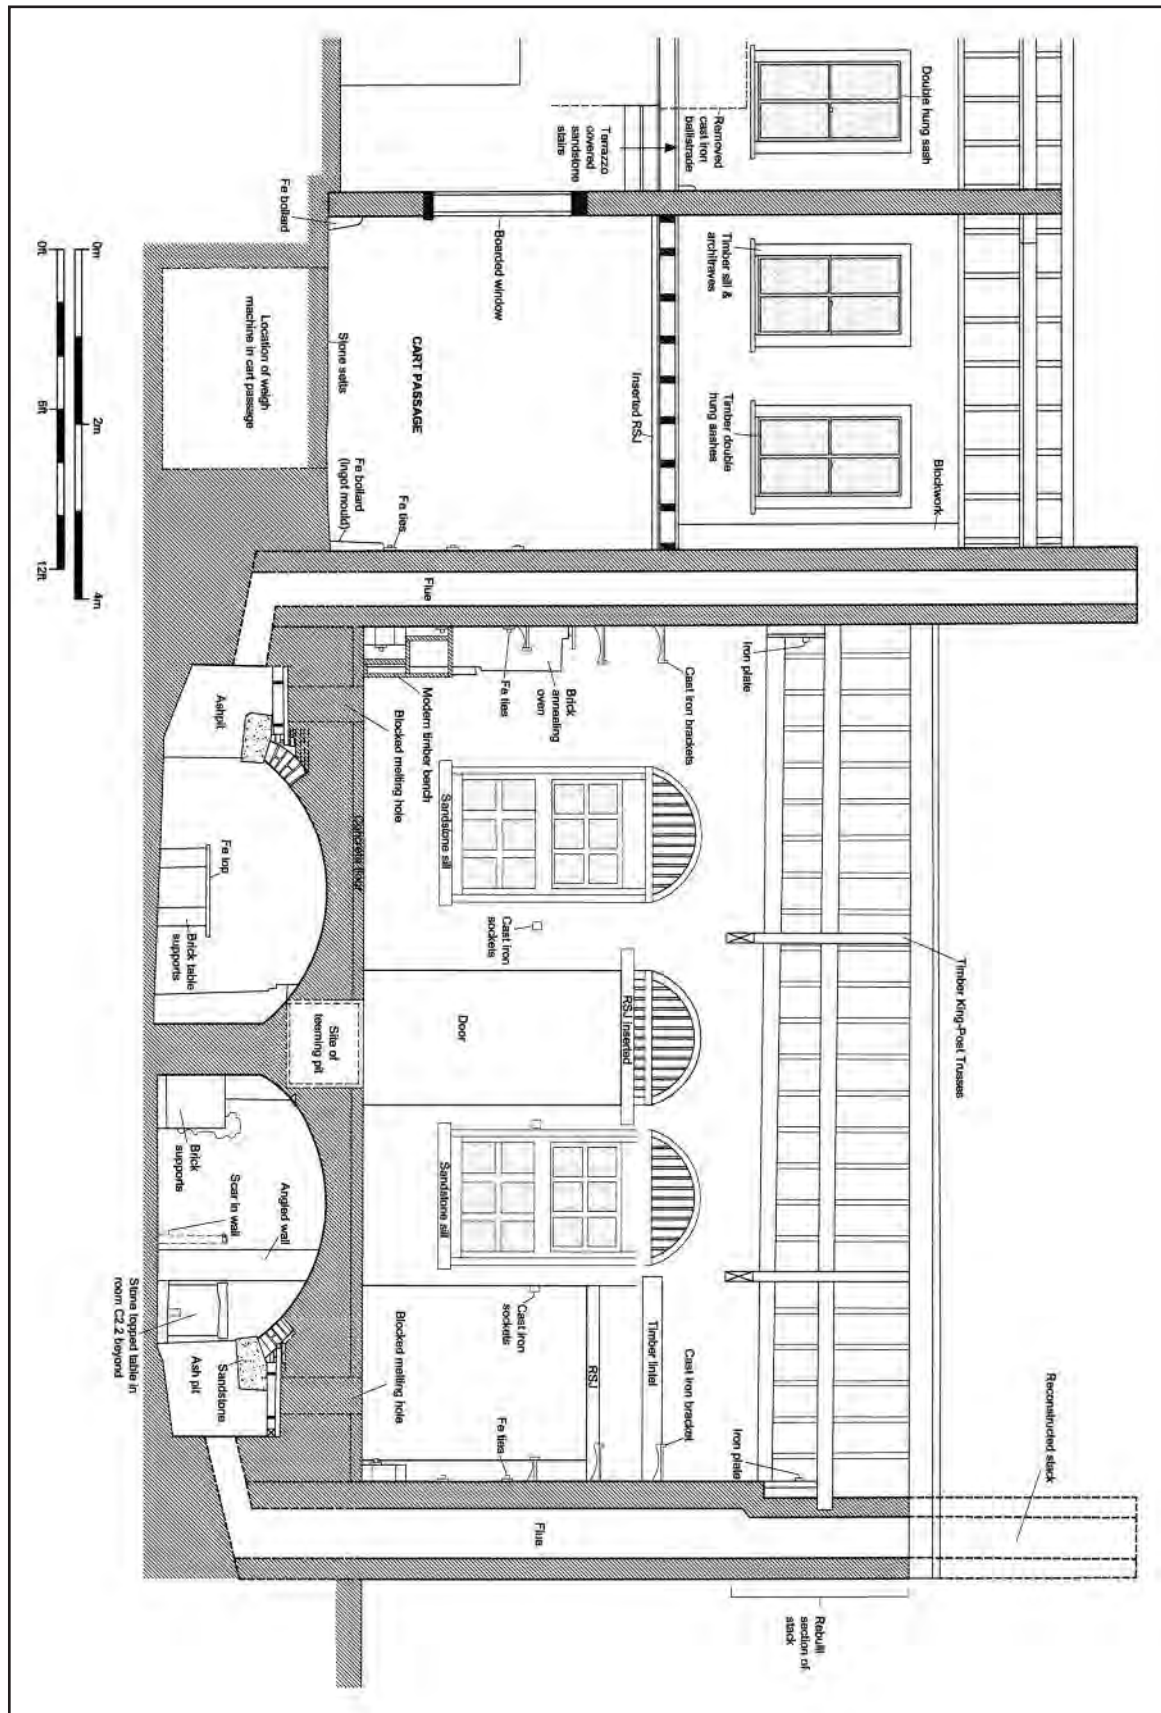 Double hung sash
Removed
cast iron
ballistrade
Terrazzo
covered
sandstone
stairs
Fe bollard
Boarded window
Timber sill &
architraves
Timber double
hung sashes
Blockwork
Inserted RSJ
CART PASSAGE
Stone setts
Location of weigh
machine in cart passage
Fe bollard
(Ingot mould)
Fe ties
0m
2m
4m
0ft
6ft
12ft
Flue
Iron plate
Cast iron brackets
Brick
annealing
oven
Fe ties
Modern timber bench
Blocked melting hole
Concrete floor
Ashpit
Fe top
Brick table
supports
Sandstone sill
Cast iron
sockets
Timber King-Post Trusses
RSJ inserted
Door
Site of
teeming pit
Sandstone sill
Brick
supports
Scar in wall
Angled wall
Stone topped table in
room C2.2 beyond
Ash pit
Sandstone
Blocked melting hole
Cast iron
sockets
RSJ
Timber lintel
Cast iron bracket
Fe ties
Iron plate
Reconstructed stack
Flue
Rebuilt
section of
stack